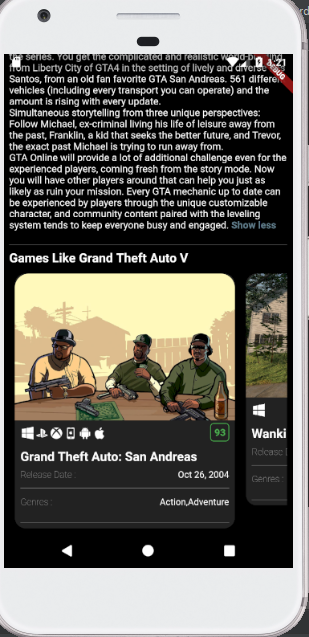 the series. You get the complicated and realistic
from Liberty City of GTA4 in the setting of lively and diverse
Santos, from an old fan favorite GTA San Andreas. 561 different
vehicles (including every transport you can operate) and the
amount is rising with every update.
Simultaneous storytelling from three unique perspectives:
Follow Michael, ex-criminal living his life of leisure away from
the past, Franklin, a kid that seeks the better future, and Trevor,
the exact past Michael is trying to run away from.
GTA Online will provide a lot of additional challenge even for the
experienced players, coming fresh from the story mode. Now
you will have other players around that can help you just as
likely as ruin your mission. Every GTA mechanic up to date can
be experienced by players through the unique customizable
character, and community content paired with the leveling
system tends to keep everyone busy and engaged. Show less
Games Like Grand Theft Auto V
93
Grand Theft Auto: San Andreas
Release Date : Oct 26, 2004
Genres : Action,Adventure
Wanki
Release D
Genres :